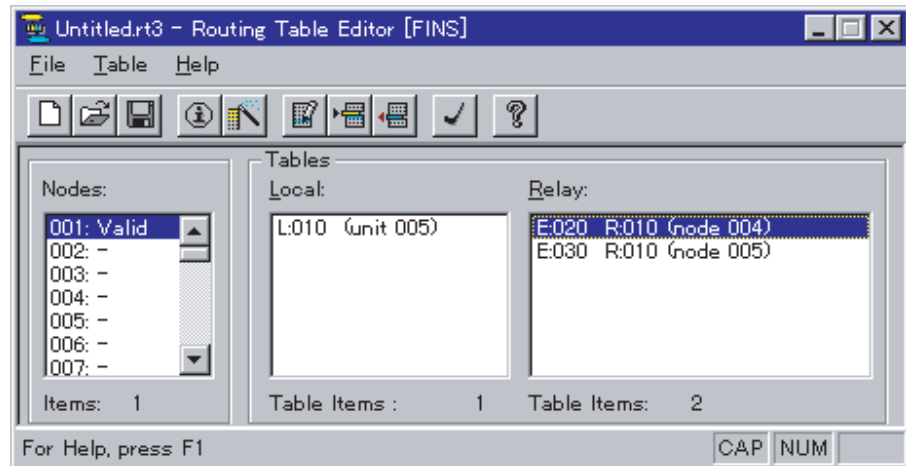 Untitled.rt3 - Routing Table Editor [FINS]
File Table Help
Nodes:
001: Valid
002: -
003: -
004: -
005: -
006: -
007: -
Items: 1
Tables
Local:
L:010 (unit 005)
Table Items : 1
Relay:
E:020 R:010 (node 004)
E:030 R:010 (node 005)
Table Items: 2
For Help, press F1
CAP NUM